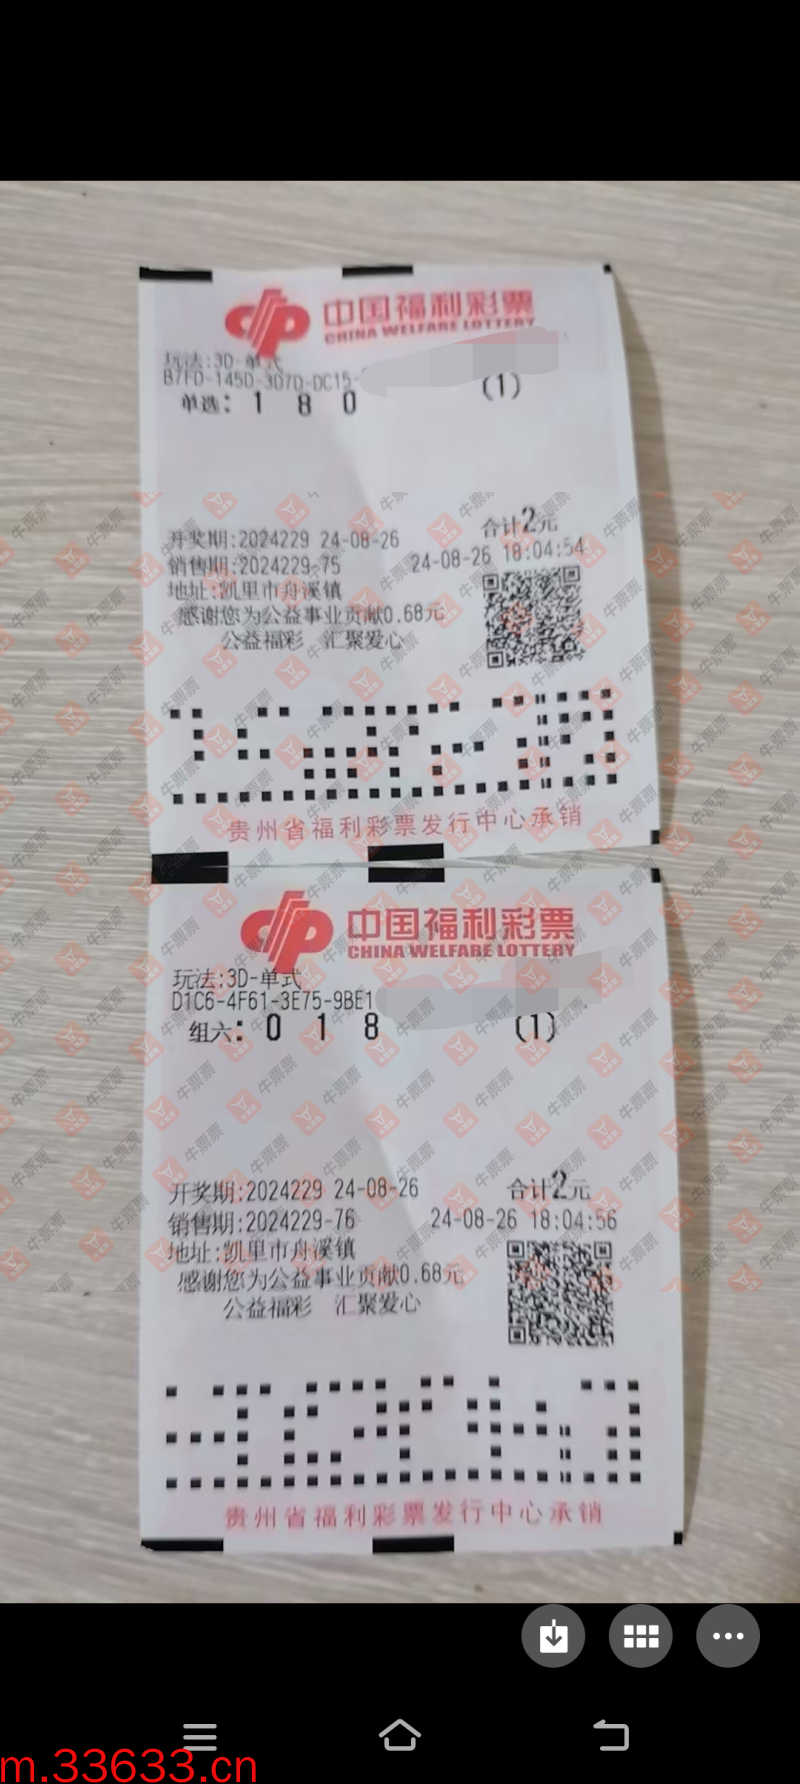 中国福利彩票
CHINA WELFARE LOTTERY
玩法:3D-单式
B7FD-145D-3D7D-DC15-
单选: 1 8 0 (1)
合计2元
开奖期:2024229 24-08-26
销售期:2024229-75 24-08-26 18:04:54
地址:凯里市舟溪镇
感谢您为公益事业贡献0.68元
公益福彩 汇聚爱心
贵州省福利彩票发行中心承销
中国福利彩票
CHINA WELFARE LOTTERY
玩法:3D-单式
D1C6-4F61-3E75-9BE1
组六: 0 1 8 (1)
开奖期:2024229 24-08-26 合计2元
销售期:2024229-76 24-08-26 18:04:56
地址:凯里市舟溪镇
感谢您为公益事业贡献0.68元
公益福彩 汇聚爱心
贵州省福利彩票发行中心承销
牛票票
m.33633.cn